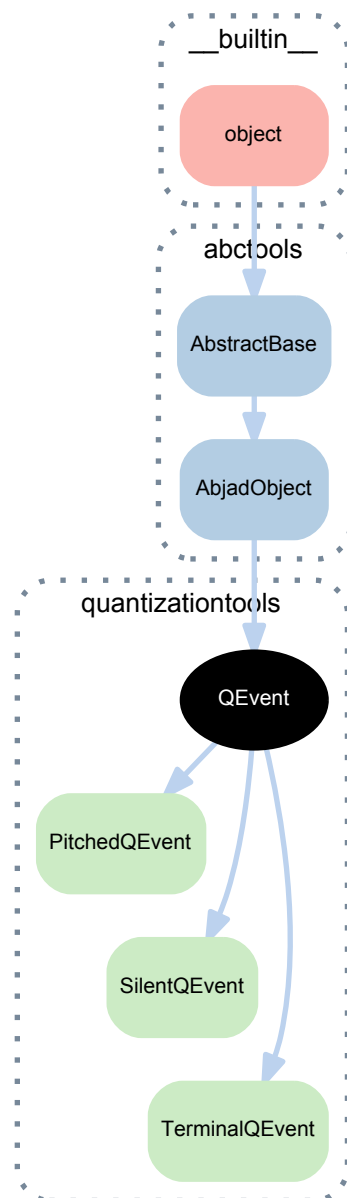 __builtin__
object
abctools
AbstractBase
AbjadObject
quantizationtools
QEvent
PitchedQEvent
SilentQEvent
TerminalQEvent